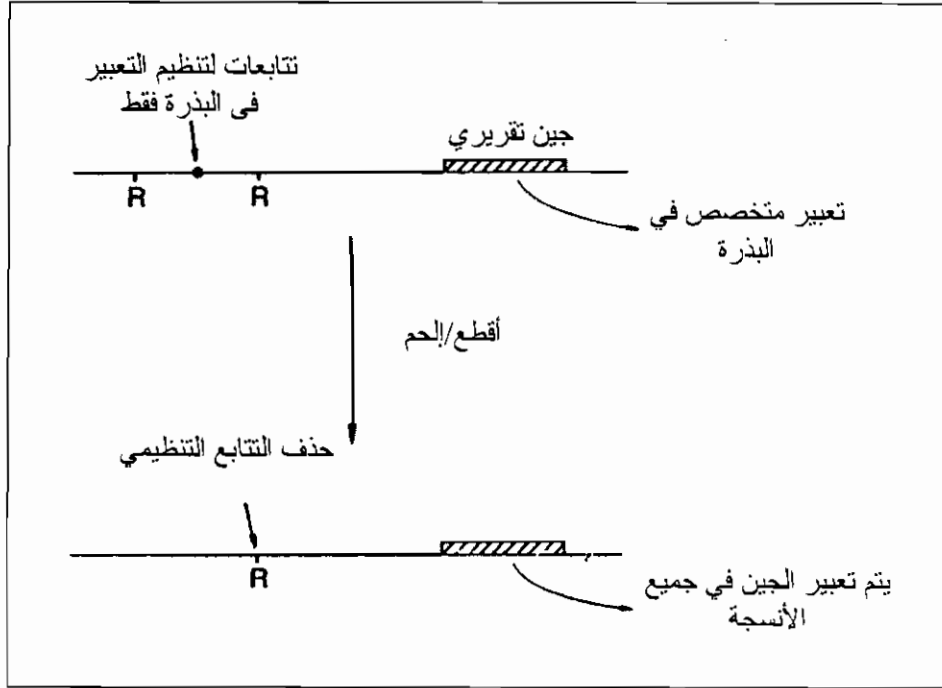 تتابعات لتنظيم التعبير
فى البذرة فقط
جين تقريري
R
R
تعبير متخصص في
البذرة
أقطع/إلحم
حذف التتابع التنظيمي
R
يتم تعبير الجين في جميع
الأنسجة